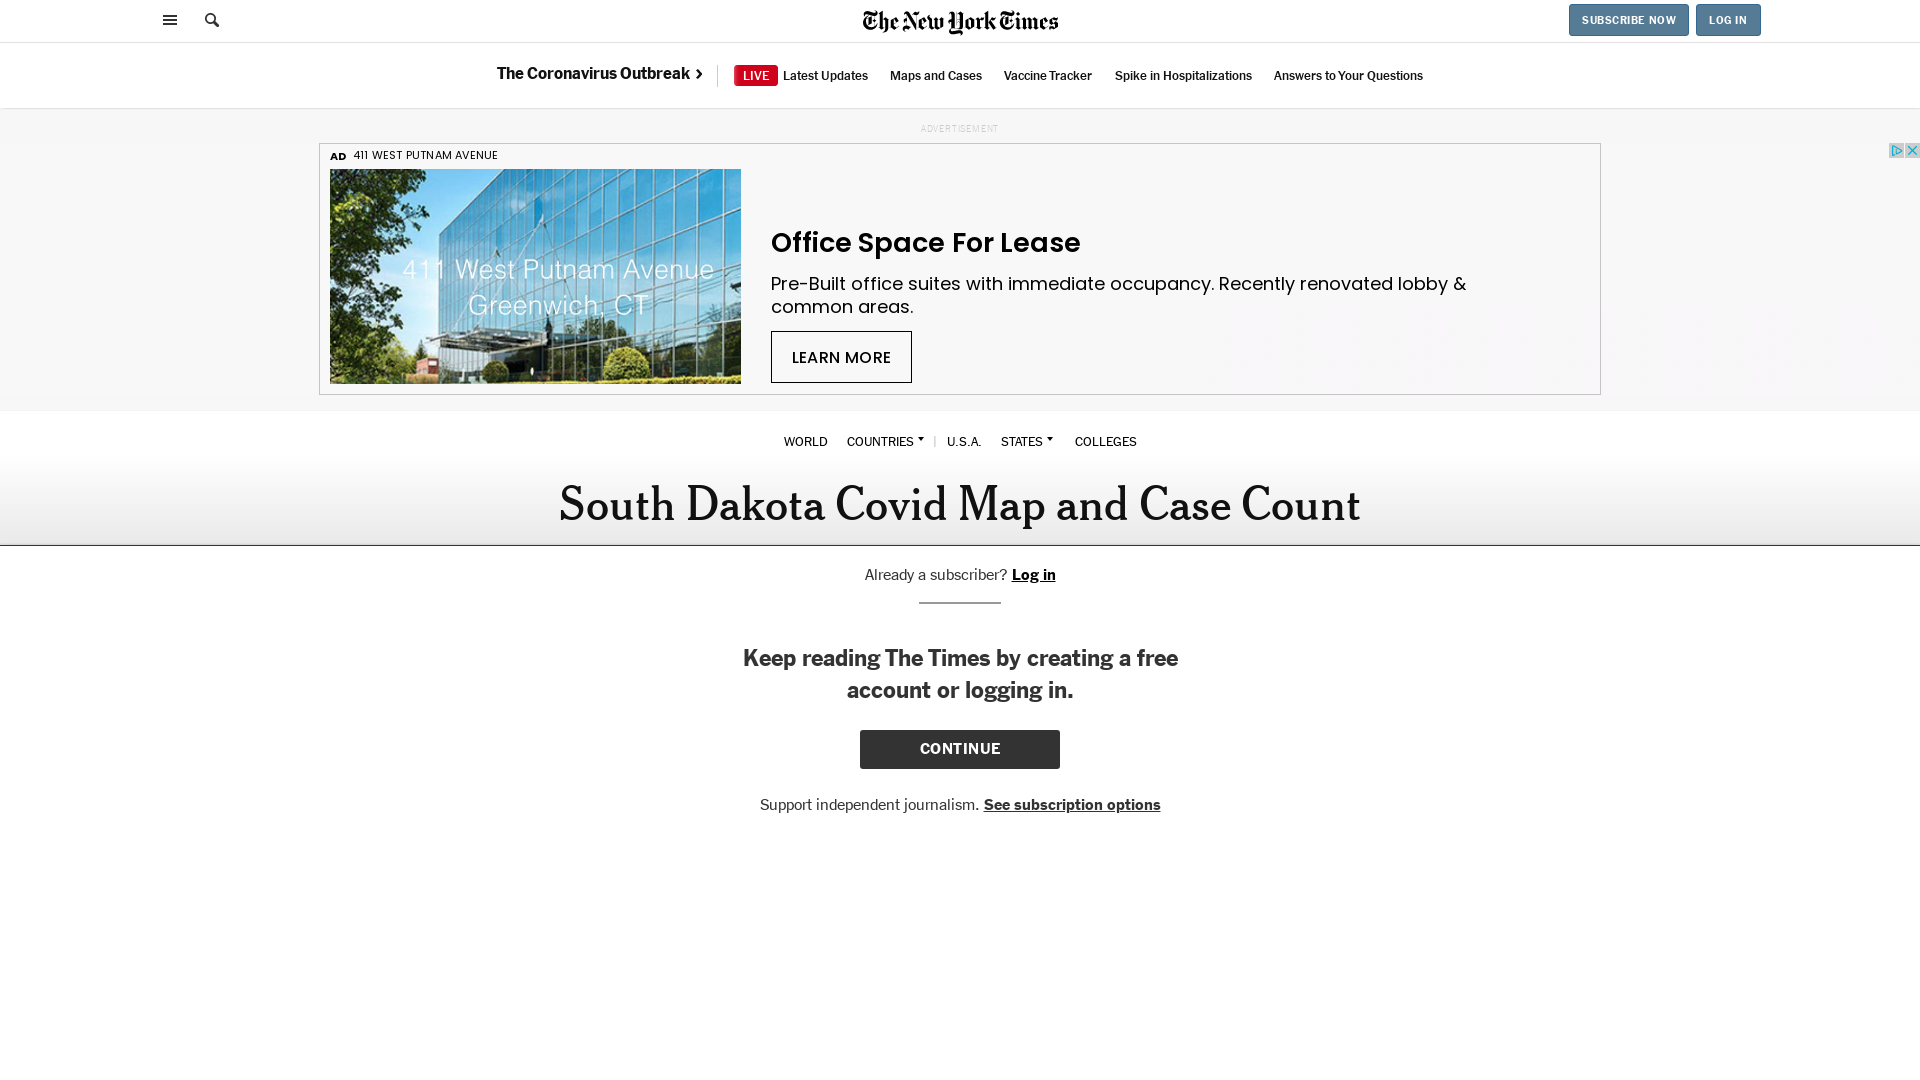 The New York Times
SUBSCRIBE NOW
LOG IN
The Coronavirus Outbreak
LIVE Latest Updates
Maps and Cases
Vaccine Tracker
Spike in Hospitalizations
Answers to Your Questions
ADVERTISEMENT
AD 411 WEST PUTNAM AVENUE
411 West Putnam Avenue
Greenwich, CT
Office Space For Lease
Pre-Built office suites with immediate occupancy. Recently renovated lobby &
common areas.
LEARN MORE
WORLD COUNTRIES | U.S.A. STATES COLLEGES
South Dakota Covid Map and Case Count
Already a subscriber? Log in
Keep reading The Times by creating a free
account or logging in.
CONTINUE
Support independent journalism. See subscription options